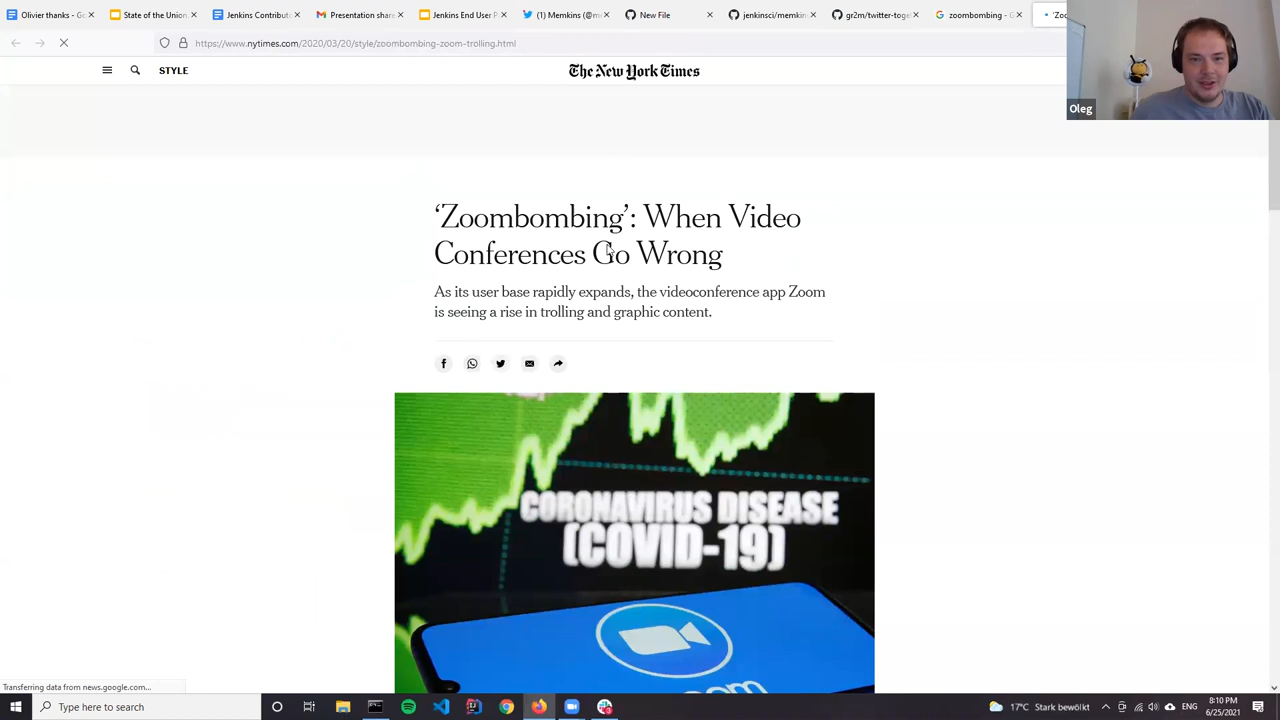 Olivier thanks - G
State of the Union
Jenkins Contributo
Presentation share
Jenkins End User P
(1) Memkins (@me
New File
jenkinsci/memkin
gr2m/twitter-toge
zoombombing - G
'Zoo
https://www.nytimes.com/2020/03/20/style/zoombombing-zoom-trolling.html
STYLE
The New York Times
Oleg
‘Zoombombing’: When Video
Conferences Go Wrong
As its user base rapidly expands, the videoconference app Zoom
is seeing a rise in trolling and graphic content.
CORONAVIRUS DISEASE
(COVID-19)
Transferring data from news.google.com...
Type here to search
17°C Stark bewölkt
ENG
8:10 PM
6/25/2021